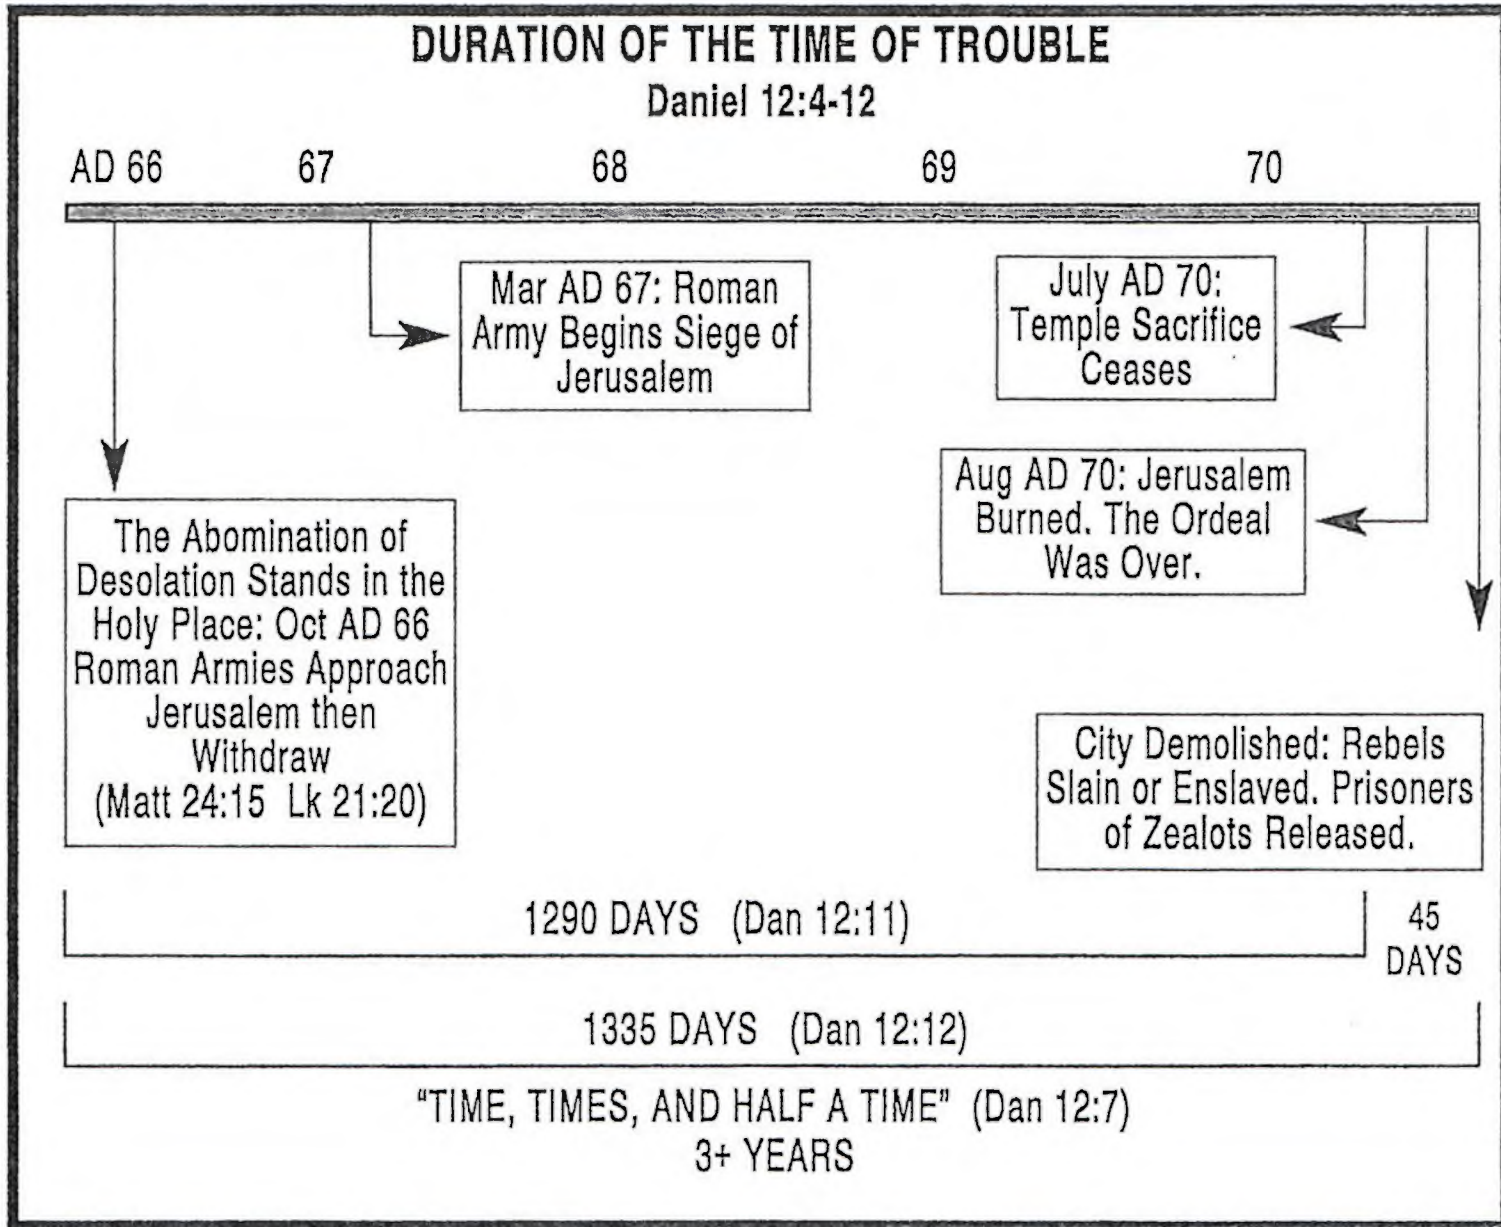 DURATION OF THE TIME OF TROUBLE
Daniel 12:4-12
AD 66 67 68 69 70
Mar AD 67: Roman
Army Begins Siege of
Jerusalem
July AD 70:
Temple Sacrifice
Ceases
Aug AD 70: Jerusalem
Burned. The Ordeal
Was Over.
The Abomination of
Desolation Stands in the
Holy Place: Oct AD 66
Roman Armies Approach
Jerusalem then
Withdraw
(Matt 24:15 Lk 21:20)
City Demolished: Rebels
Slain or Enslaved. Prisoners
of Zealots Released.
1290 DAYS (Dan 12:11)
45
DAYS
1335 DAYS (Dan 12:12)
“TIME, TIMES, AND HALF A TIME” (Dan 12:7)
3+ YEARS